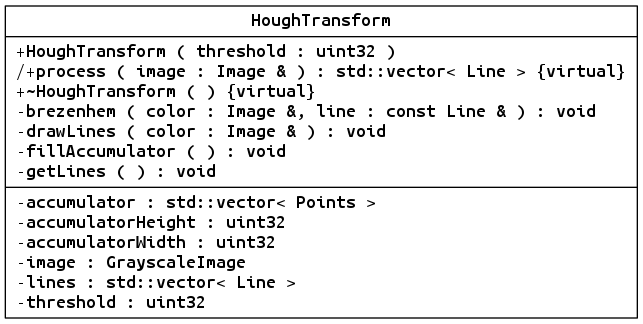 HoughTransform
+HoughTransform ( threshold : uint32 )
/+process ( image : Image & ) : std::vector< Line > {virtual}
+~HoughTransform ( ) {virtual}
-brezenhem ( color : Image &, line : const Line & ) : void
-drawLines ( color : Image & ) : void
-fillAccumulator ( ) : void
-getLines ( ) : void
-accumulator : std::vector< Points >
-accumulatorHeight : uint32
-accumulatorWidth : uint32
-image : GrayscaleImage
-lines : std::vector< Line >
-threshold : uint32